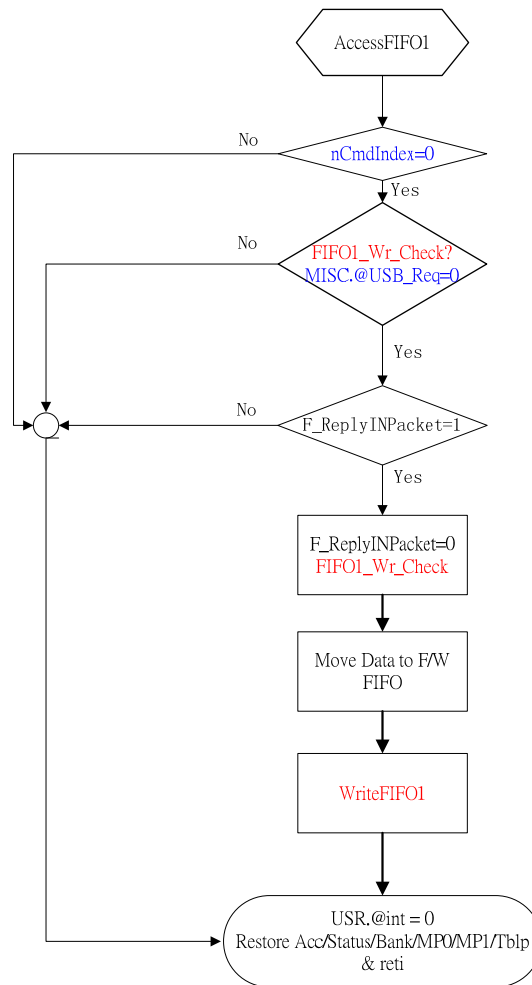 AccessFIFO1
No
nCmdIndex=0
Yes
No
FIFO1_Wr_Check?
MISC.@USB_Req=0
Yes
No
F_ReplyINPacket=1
Yes
F_ReplyINPacket=0
FIFO1_Wr_Check
Move Data to F/W
FIFO
WriteFIFO1
USR.@int = 0
Restore Acc/Status/Bank/MP0/MP1/Tblp
& reti